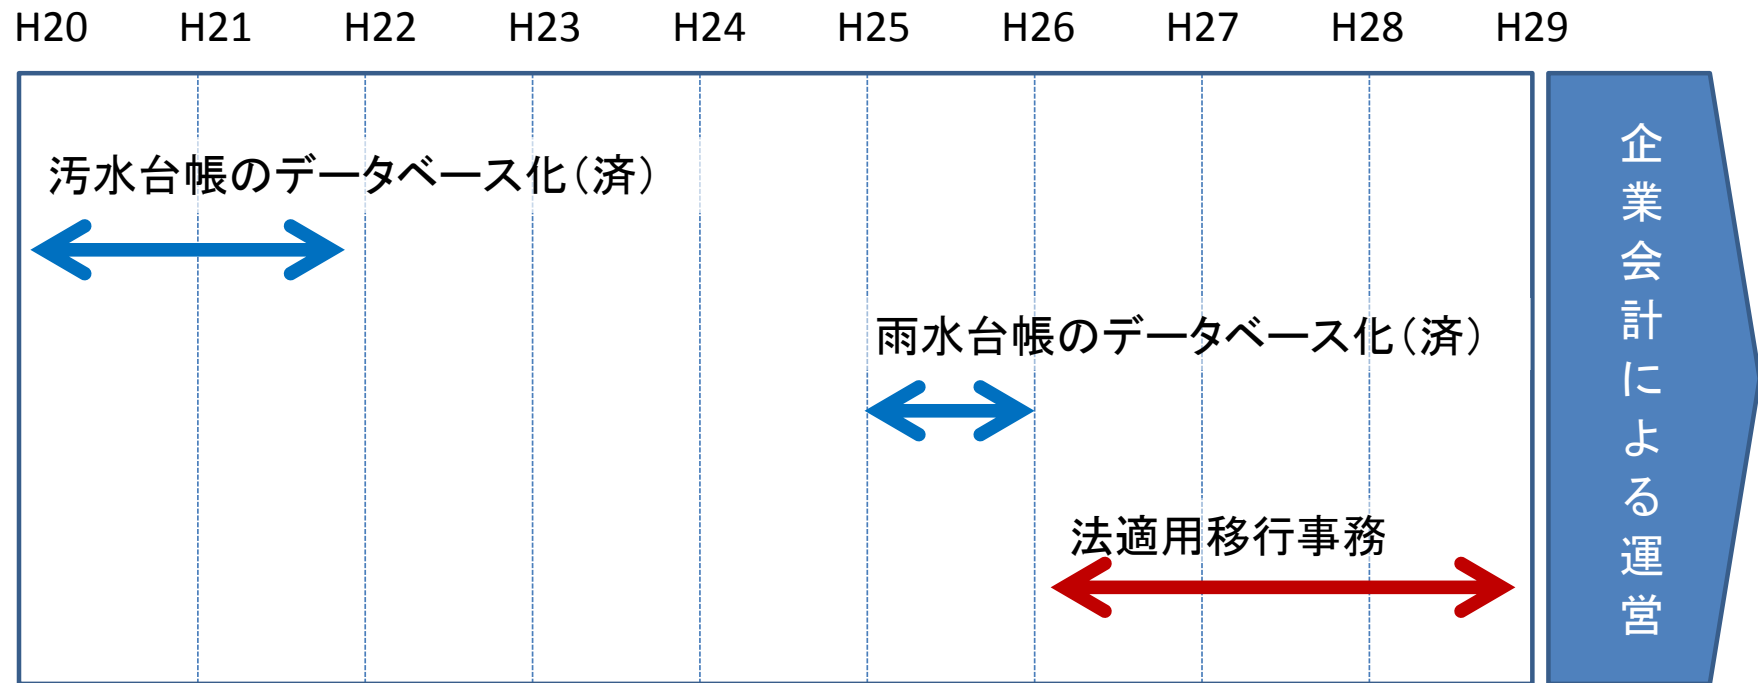 H20 H21 H22 H23 H24 H25 H26 H27 H28 H29
汚水台帳のデータベース化（済）
雨水台帳のデータベース化（済）
法適用移行事務
企業会計による運営